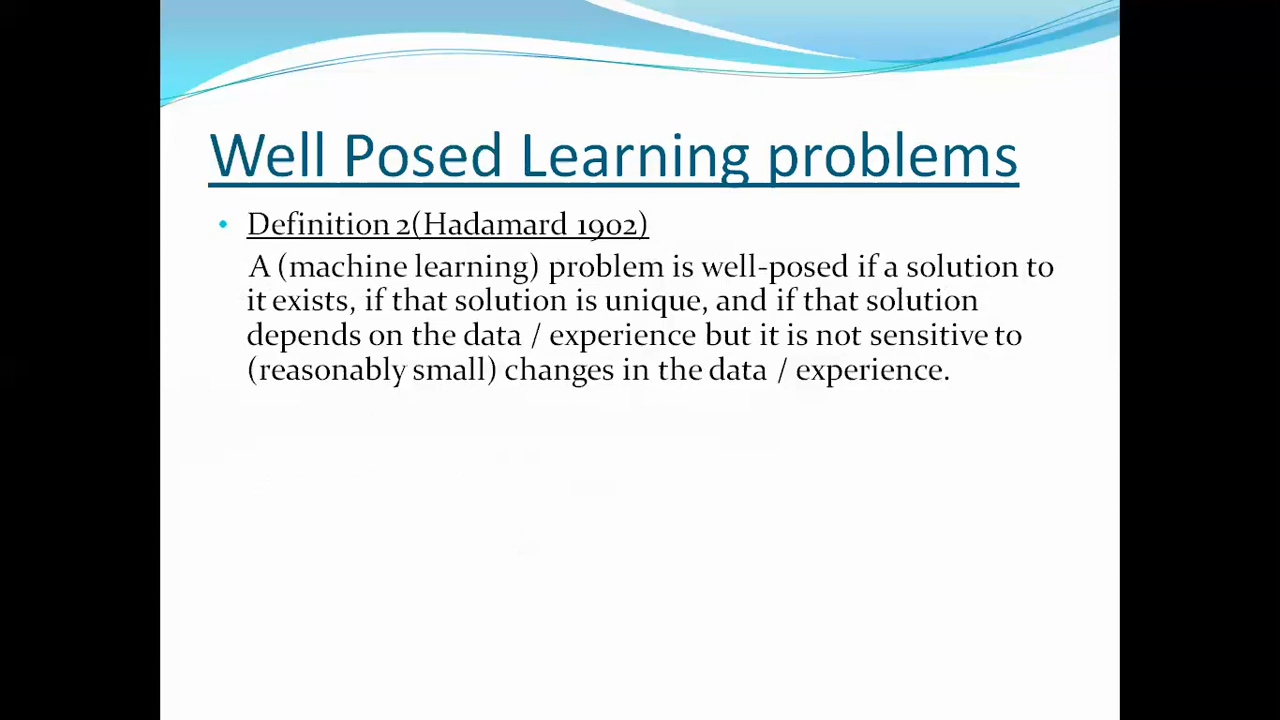 Well Posed Learning problems
• Definition 2(Hadamard 1902)
A (machine learning) problem is well-posed if a solution to
it exists, if that solution is unique, and if that solution
depends on the data / experience but it is not sensitive to
(reasonably small) changes in the data / experience.